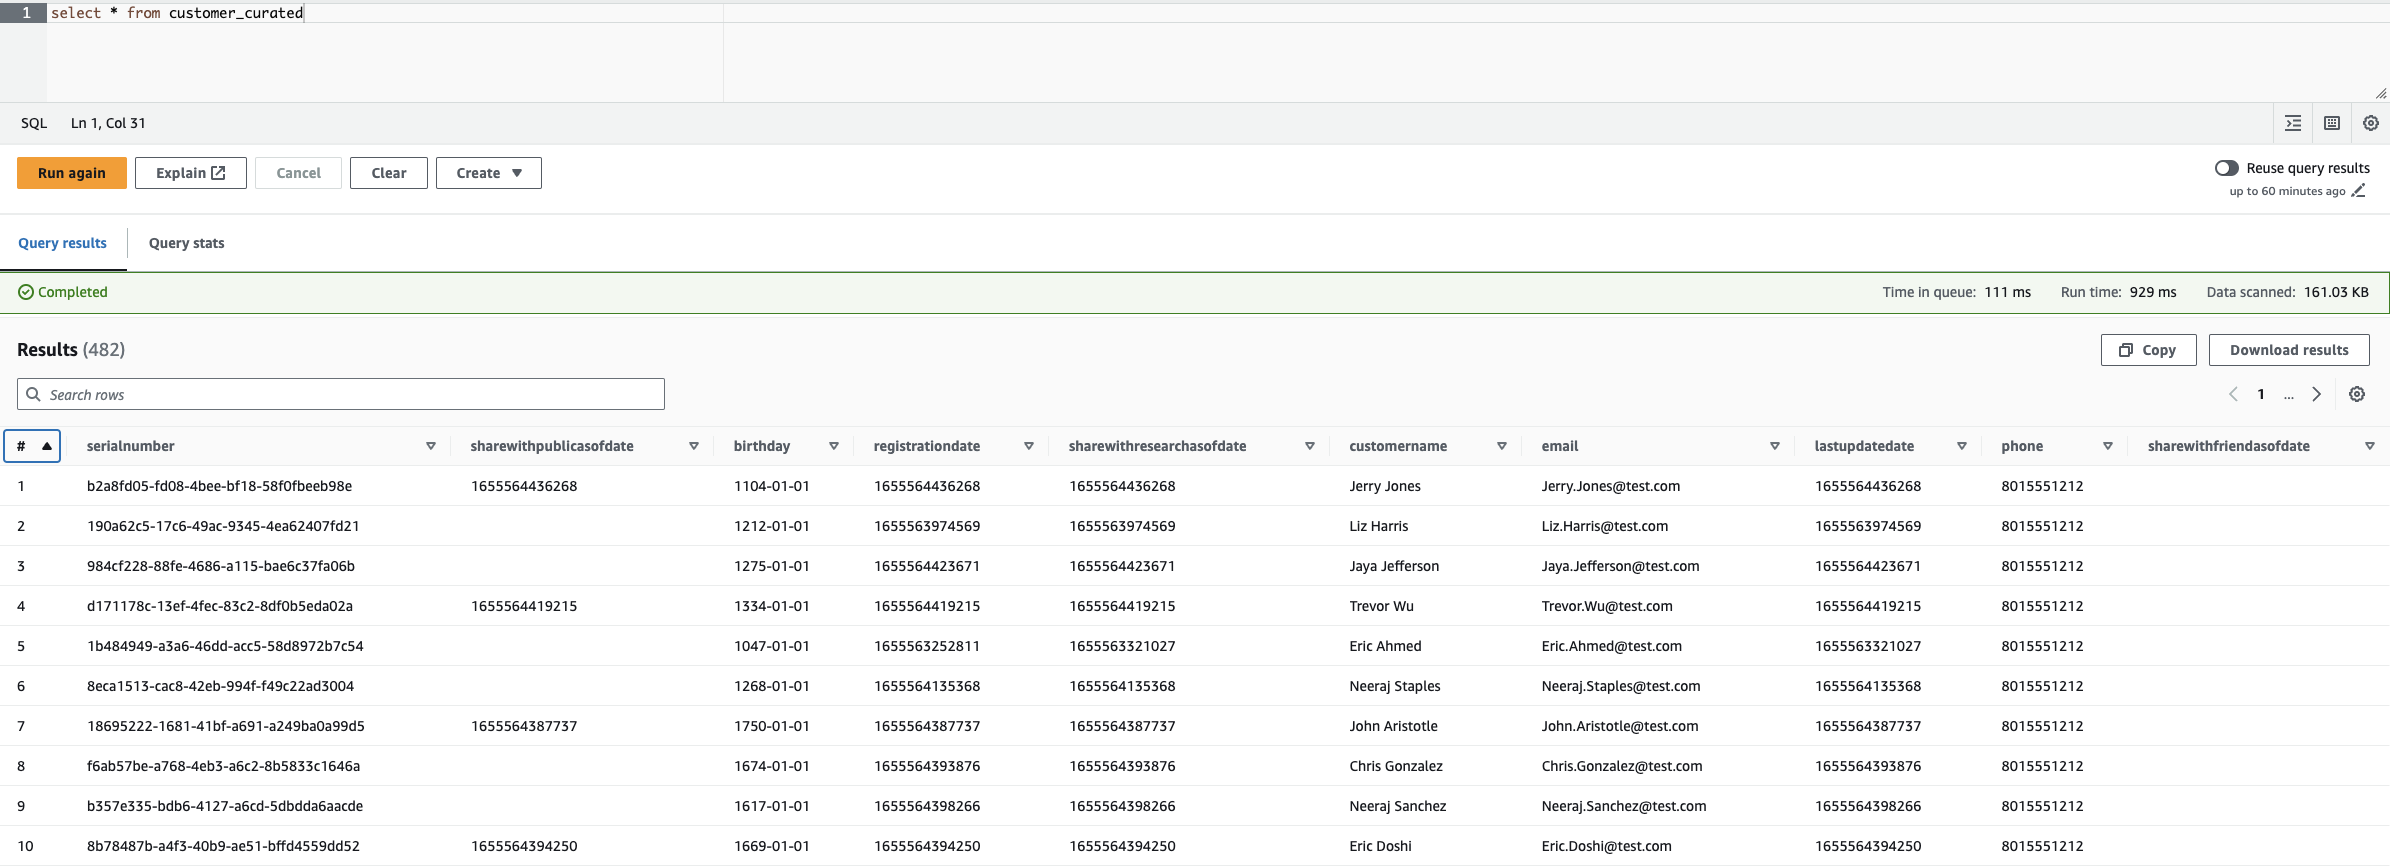 1 select * from customer_curated
SQL Ln 1, Col 31
Run again Explain Cancel Clear Create Reuse query results
up to 60 minutes ago
Query results Query stats
Completed Time in queue: 111 ms Run time: 929 ms Data scanned: 161.03 KB
Results (482) Copy Download results
Search rows 1 ...
# serialnumber sharewithpublicasofdate birthday registrationdate sharewithresearchasofdate customername email lastupdatedate phone sharewithfriendasofdate
1 b2a8fd05-fd08-4bee-bf18-58f0fbeeb98e 1655564436268 1104-01-01 1655564436268 1655564436268 Jerry Jones Jerry.Jones@test.com 1655564436268 8015551212
2 190a62c5-17c6-49ac-9345-4ea62407fd21 1212-01-01 1655563974569 1655563974569 Liz Harris Liz.Harris@test.com 1655563974569 8015551212
3 984cf228-88fe-4686-a115-bae6c37fa06b 1275-01-01 1655564423671 1655564423671 Jaya Jefferson Jaya.Jefferson@test.com 1655564423671 8015551212
4 d171178c-13ef-4fec-83c2-8df0b5eda02a 1655564419215 1334-01-01 1655564419215 1655564419215 Trevor Wu Trevor.Wu@test.com 1655564419215 8015551212
5 1b484949-a3a6-46dd-acc5-58d8972b7c54 1047-01-01 1655563252811 1655563321027 Eric Ahmed Eric.Ahmed@test.com 1655563321027 8015551212
6 8eca1513-cac8-42eb-994f-f49c22ad3004 1268-01-01 1655564135368 1655564135368 Neeraj Staples Neeraj.Staples@test.com 1655564135368 8015551212
7 18695222-1681-41bf-a691-a249ba0a99d5 1655564387737 1750-01-01 1655564387737 1655564387737 John Aristotle John.Aristotle@test.com 1655564387737 8015551212
8 f6ab57be-a768-4eb3-a6c2-8b5833c1646a 1674-01-01 1655564393876 1655564393876 Chris Gonzalez Chris.Gonzalez@test.com 1655564393876 8015551212
9 b357e335-bdb6-4127-a6cd-5dbdda6aacde 1617-01-01 1655564398266 1655564398266 Neeraj Sanchez Neeraj.Sanchez@test.com 1655564398266 8015551212
10 8b78487b-a4f3-40b9-ae51-bffd4559dd52 1655564394250 1669-01-01 1655564394250 1655564394250 Eric Doshi Eric.Doshi@test.com 1655564394250 8015551212